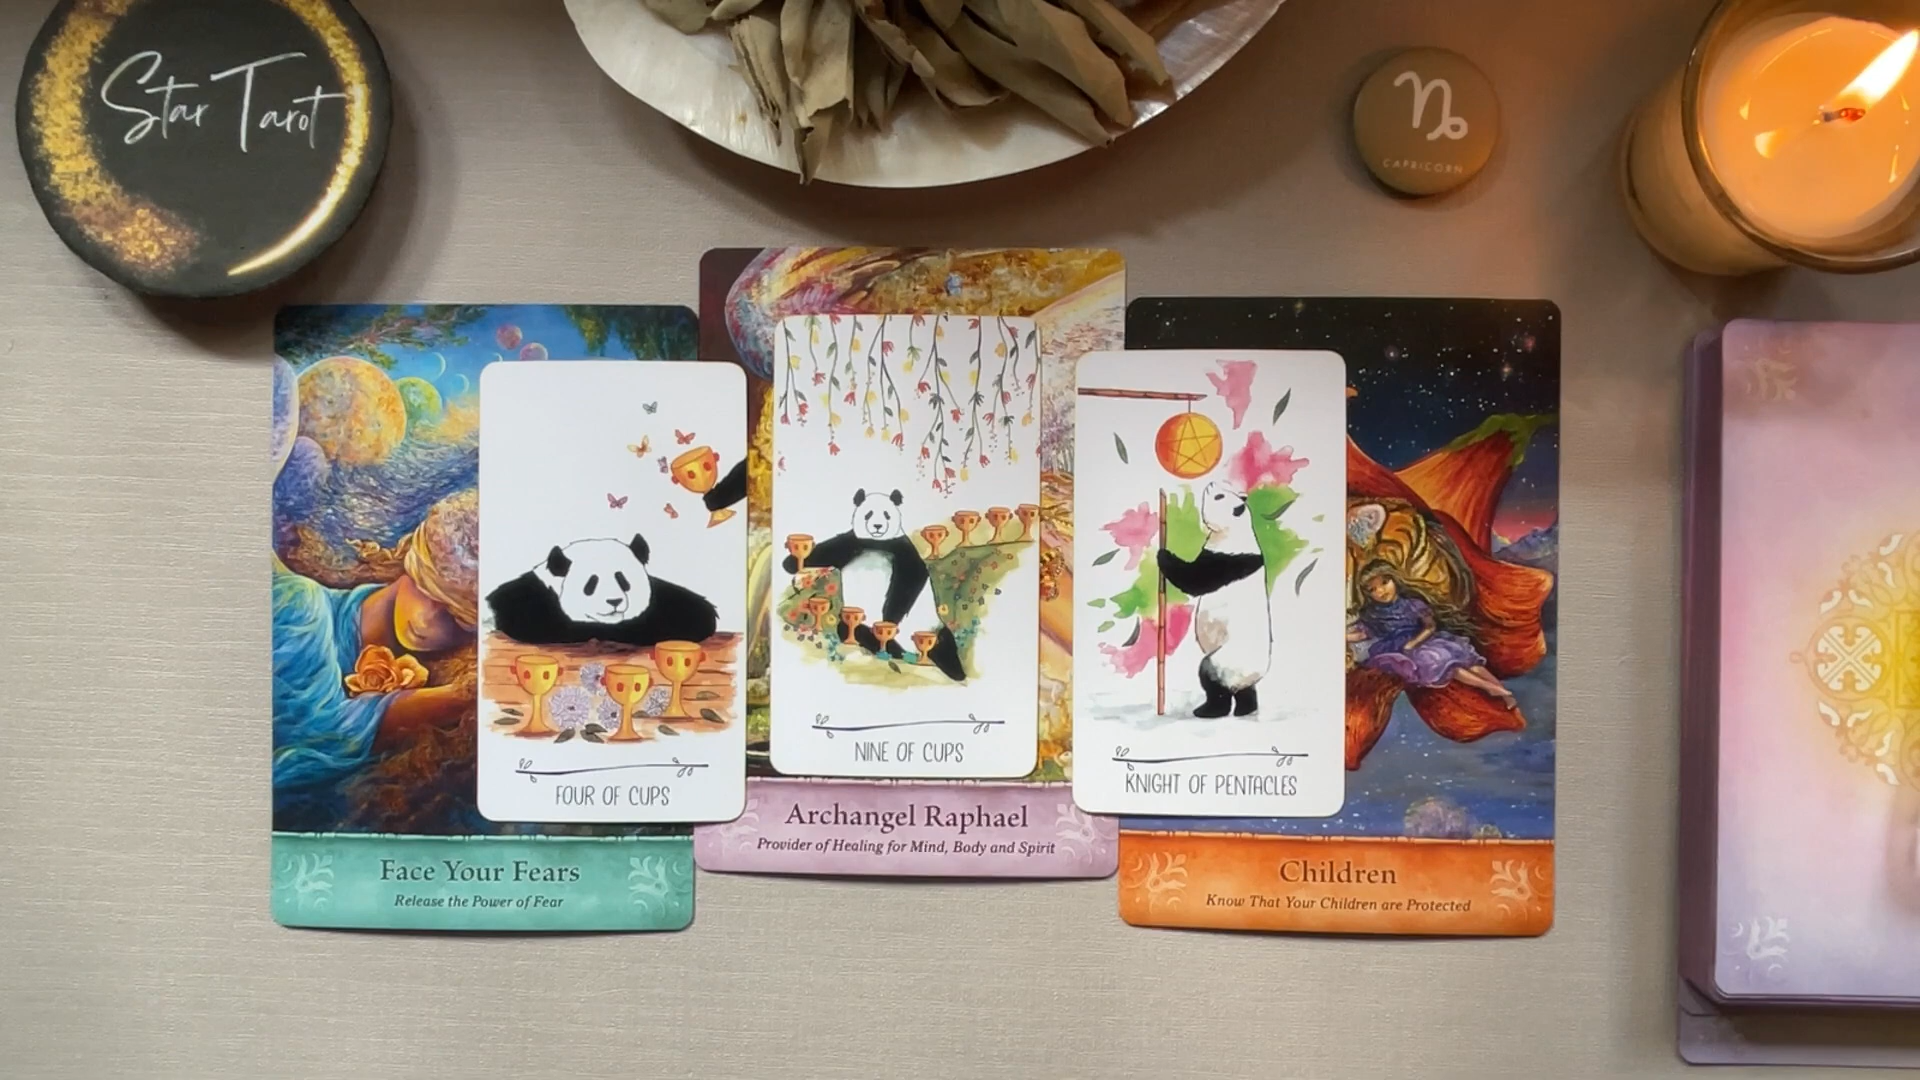 Star Tarot
CAPRICORN
FOUR OF CUPS
NINE OF CUPS
KNIGHT OF PENTACLES
Face Your Fears
Release the Power of Fear
Archangel Raphael
Provider of Healing for Mind, Body and Spirit
Children
Know That Your Children are Protected